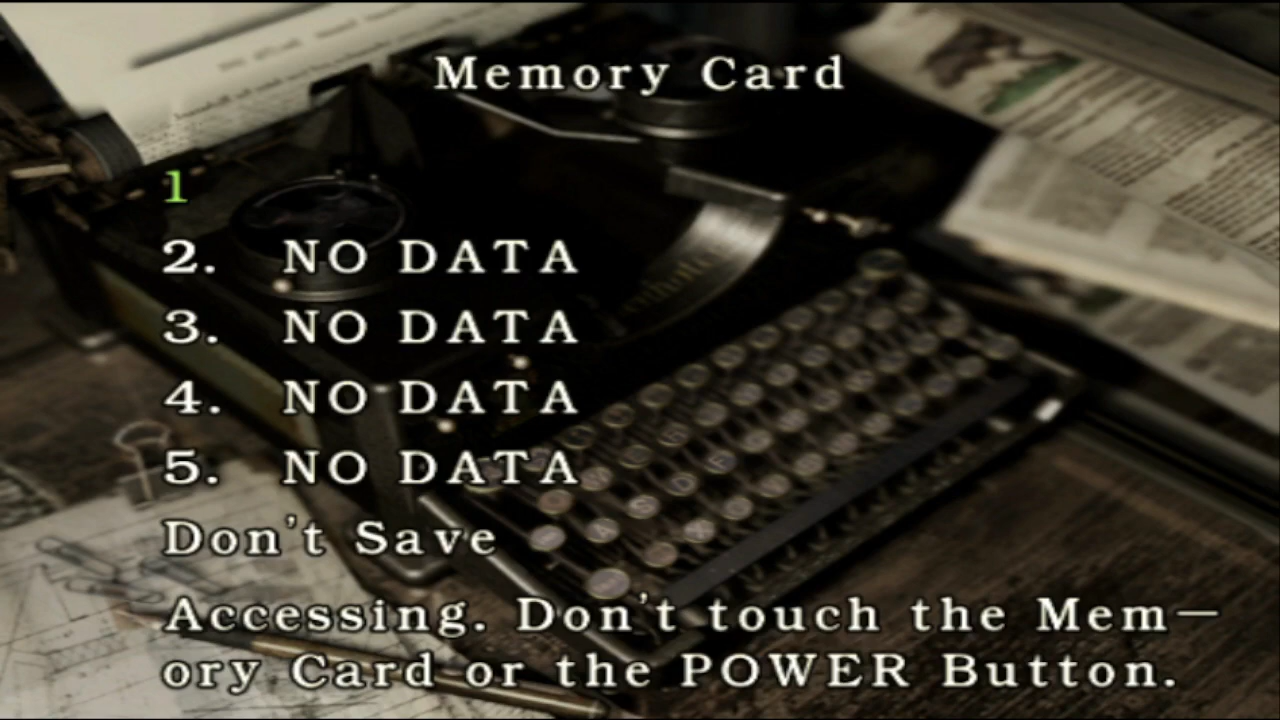 Memory Card
1
2. NO DATA
3. NO DATA
4. NO DATA
5. NO DATA
Don't Save
Accessing. Don't touch the Mem—
ory Card or the POWER Button.